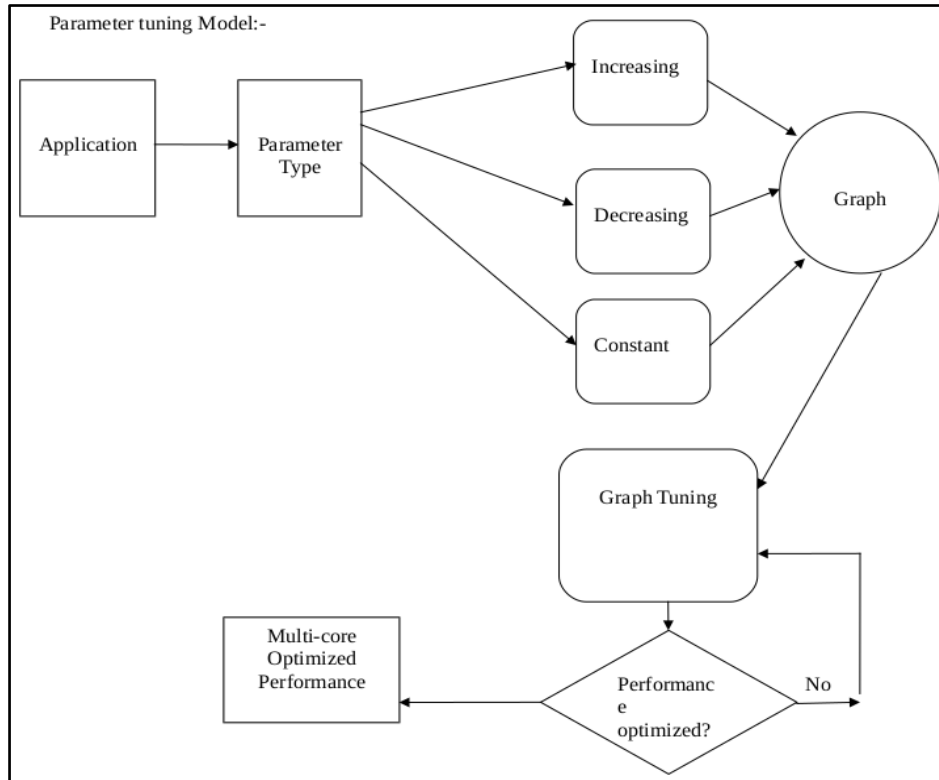 Parameter tuning Model:-
Increasing
Application
Parameter
Type
Decreasing
Graph
Constant
Graph Tuning
Multi-core
Optimized
Performance
Performanc
e
optimized?
No